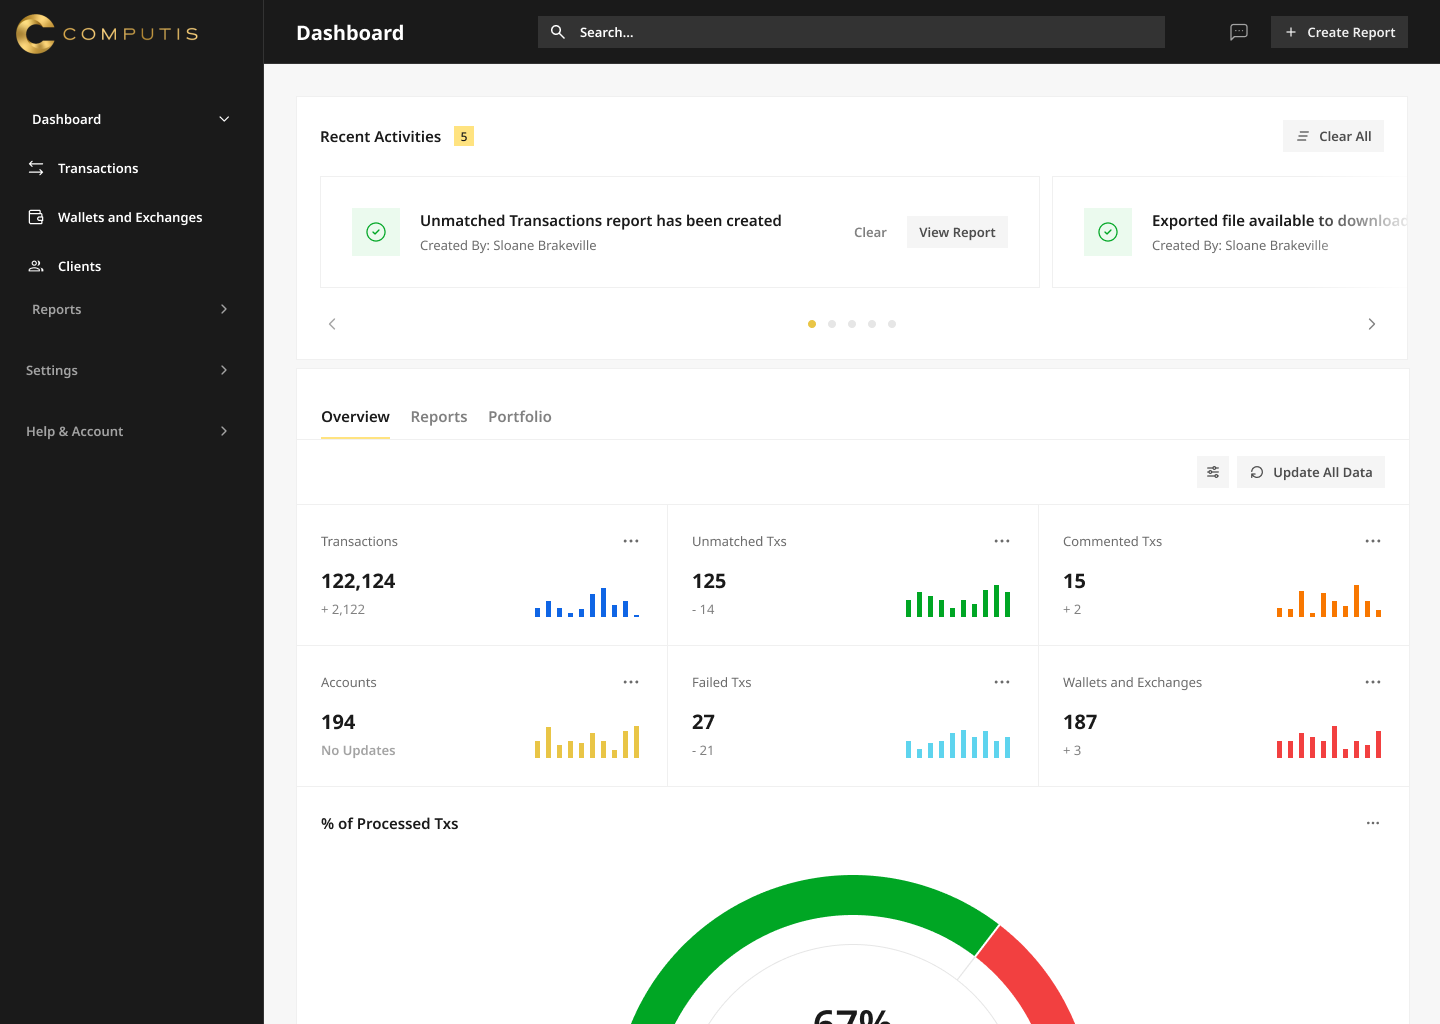 COMPUTIS
Dashboard
Search...
Create Report
Dashboard
Transactions
Wallets and Exchanges
Clients
Reports
Settings
Help & Account
Recent Activities 5
Clear All
Unmatched Transactions report has been created
Created By: Sloane Brakeville
Clear
View Report
Exported file available to download
Created By: Sloane Brakeville
Overview
Reports
Portfolio
Update All Data
Transactions
122,124
+ 2,122
Unmatched Txs
125
- 14
Commented Txs
15
+ 2
Accounts
194
No Updates
Failed Txs
27
- 21
Wallets and Exchanges
187
+ 3
% of Processed Txs
67%